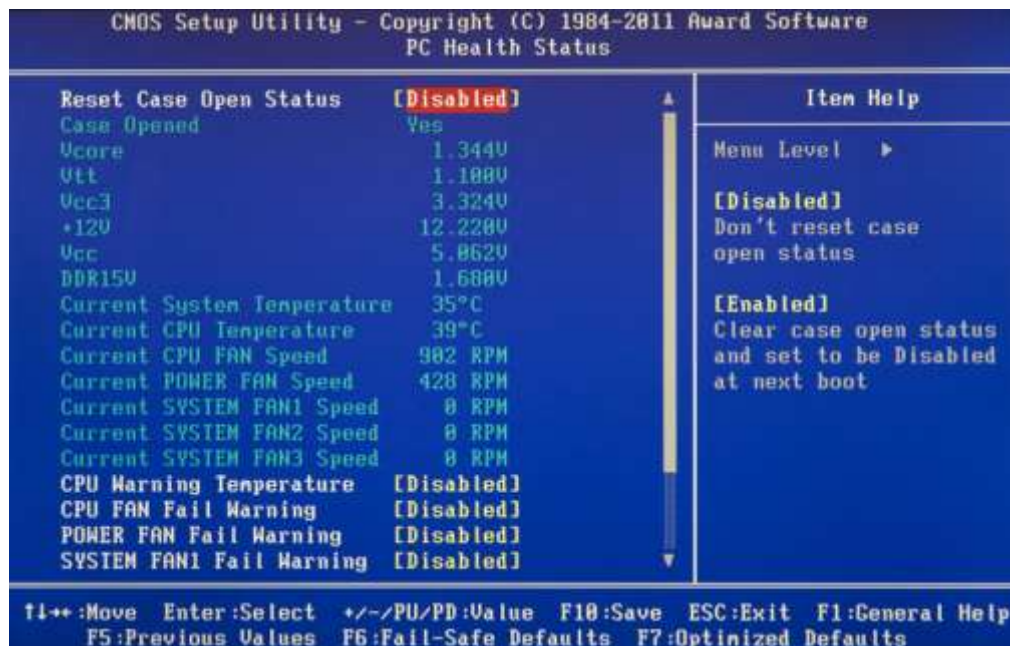 CMOS Setup Utility - Copyright (C) 1984-2011 Award Software
PC Health Status
Reset Case Open Status [Disabled]
Case Opened Yes
Vcore 1.344V
Vtt 1.100V
Vcc3 3.324V
+12V 12.220V
Vcc 5.062V
DDR15V 1.680V
Current System Temperature 35°C
Current CPU Temperature 39°C
Current CPU FAN Speed 902 RPM
Current POWER FAN Speed 428 RPM
Current SYSTEM FAN1 Speed 0 RPM
Current SYSTEM FAN2 Speed 0 RPM
Current SYSTEM FAN3 Speed 0 RPM
CPU Warning Temperature [Disabled]
CPU FAN Fail Warning [Disabled]
POWER FAN Fail Warning [Disabled]
SYSTEM FAN1 Fail Warning [Disabled]
Item Help
Menu Level ►
[Disabled]
Don't reset case
open status
[Enabled]
Clear case open status
and set to be Disabled
at next boot
↑↓→←:Move Enter:Select +/-/PU/PD:Value F10:Save ESC:Exit F1:General Help
F5:Previous Values F6:Fail-Safe Defaults F7:Optimized Defaults